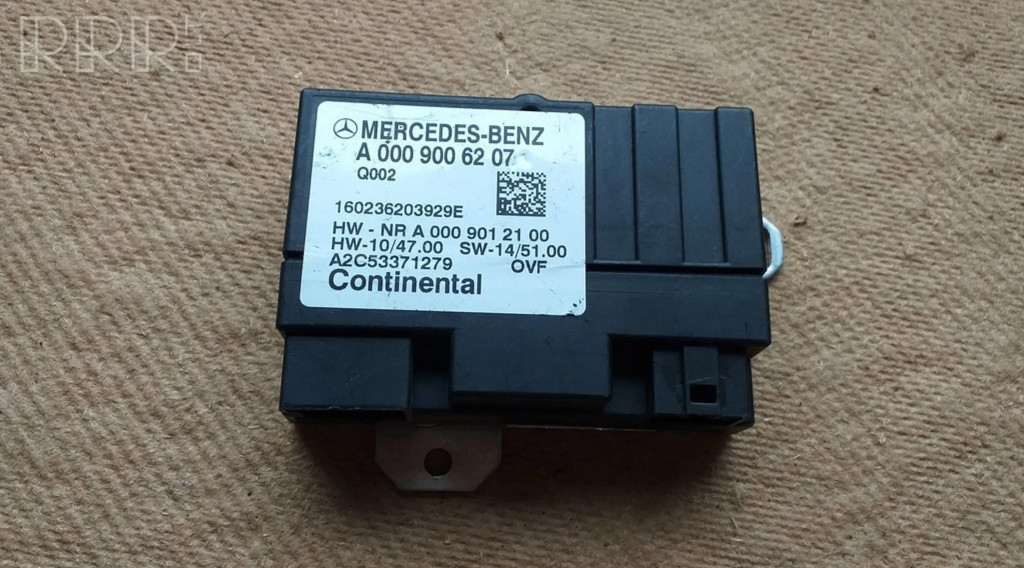 RRR.LT
MERCEDES-BENZ
A 000 900 62 07
Q002
160236203929E
HW - NR A 000 901 21 00
HW-10/47.00 SW-14/51.00
A2C53371279 OVF
Continental